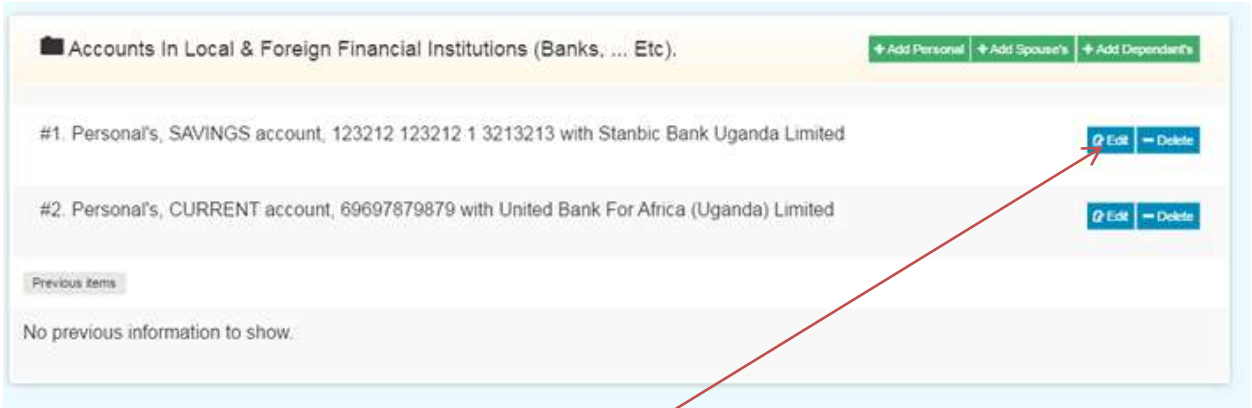 Accounts In Local & Foreign Financial Institutions (Banks, ... Etc).
+ Add Personal + Add Spouse's + Add Dependant's
#1. Personal's, SAVINGS account, 123212 123212 1 3213213 with Stanbic Bank Uganda Limited
Edit − Delete
#2. Personal's, CURRENT account, 69697879879 with United Bank For Africa (Uganda) Limited
Edit − Delete
Previous items
No previous information to show.